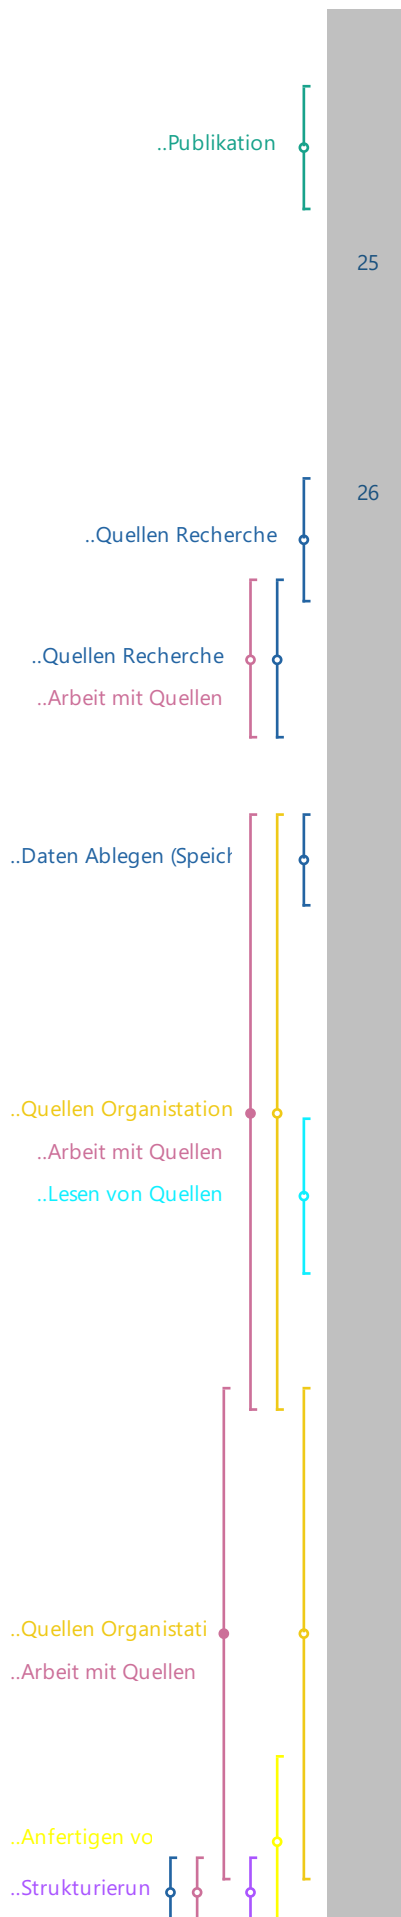 ..Publikation
25
26
..Quellen Recherche
..Quellen Recherche
..Arbeit mit Quellen
..Daten Ablegen (Speich
..Quellen Organistation
..Arbeit mit Quellen
..Lesen von Quellen
..Quellen Organistati
..Arbeit mit Quellen
..Anfertigen vo
..Strukturierun